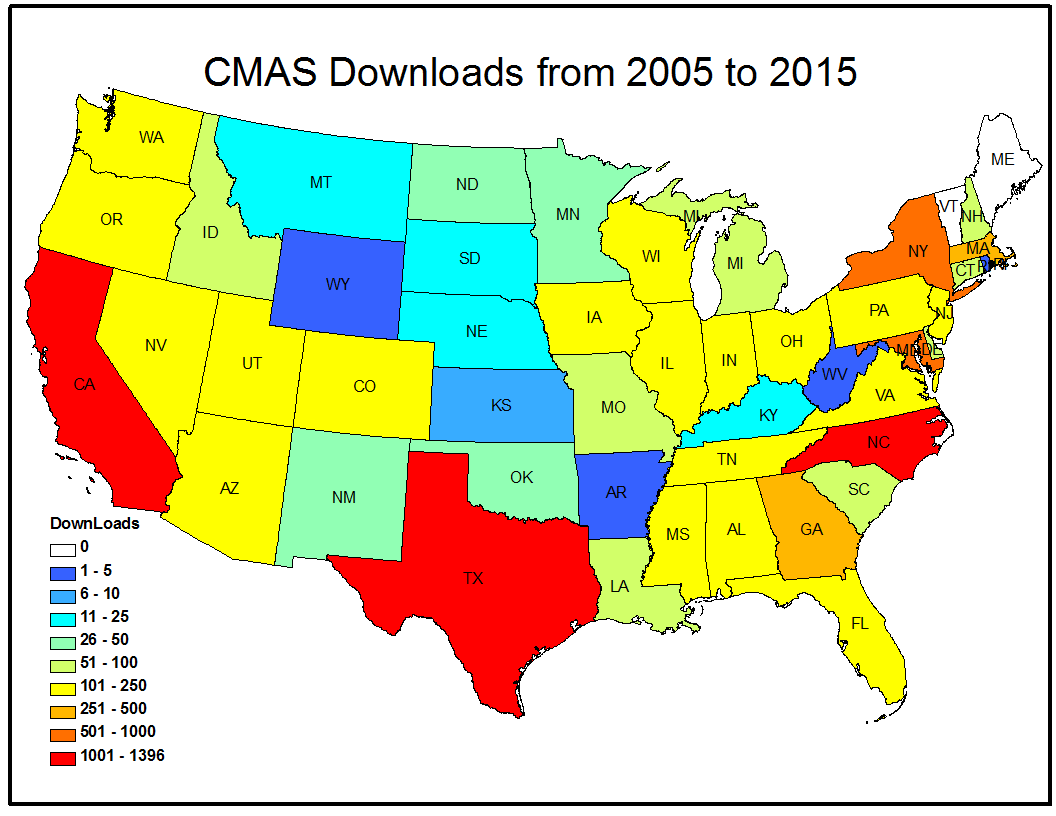 CMAS Downloads from 2005 to 2015
WA
ME
MT
ND
VT
MN
NH
OR
MI
ID
NY
MA
SD
WI
MI
CT
RI
WY
PA
NE
IA
NJ
NV
OH
UT
IL
IN
MD
DE
CO
WV
CA
VA
KS
MO
KY
NC
TN
OK
AZ
NM
AR
SC
MS
AL
GA
TX
LA
FL
DownLoads
0
1 - 5
6 - 10
11 - 25
26 - 50
51 - 100
101 - 250
251 - 500
501 - 1000
1001 - 1396